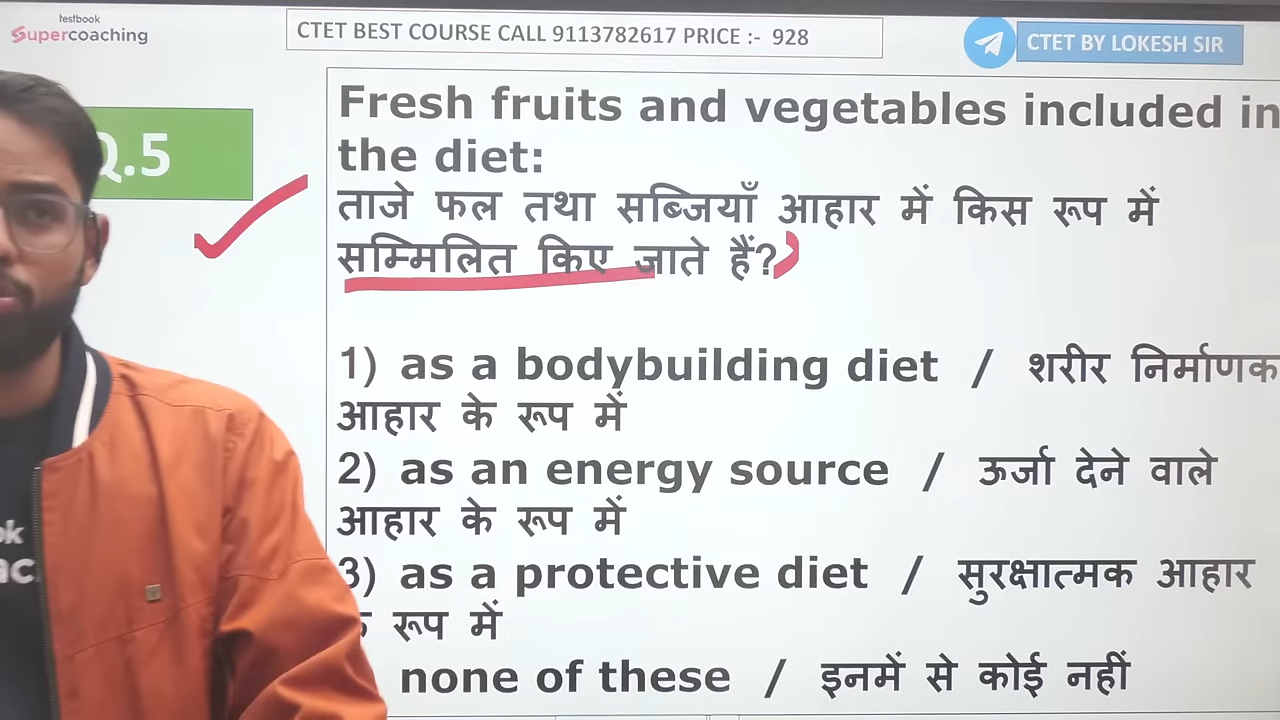 testbook
Supercoaching
CTET BEST COURSE CALL 9113782617 PRICE :- 928
CTET BY LOKESH SIR
Q.5
Fresh fruits and vegetables included in
the diet:
ताजे फल तथा सब्जियाँ आहार में किस रूप में
सम्मिलित किए जाते हैं?
1) as a bodybuilding diet / शरीर निर्माणक
आहार के रूप में
2) as an energy source / ऊर्जा देने वाले
आहार के रूप में
3) as a protective diet / सुरक्षात्मक आहार
रूप में
none of these / इनमें से कोई नहीं